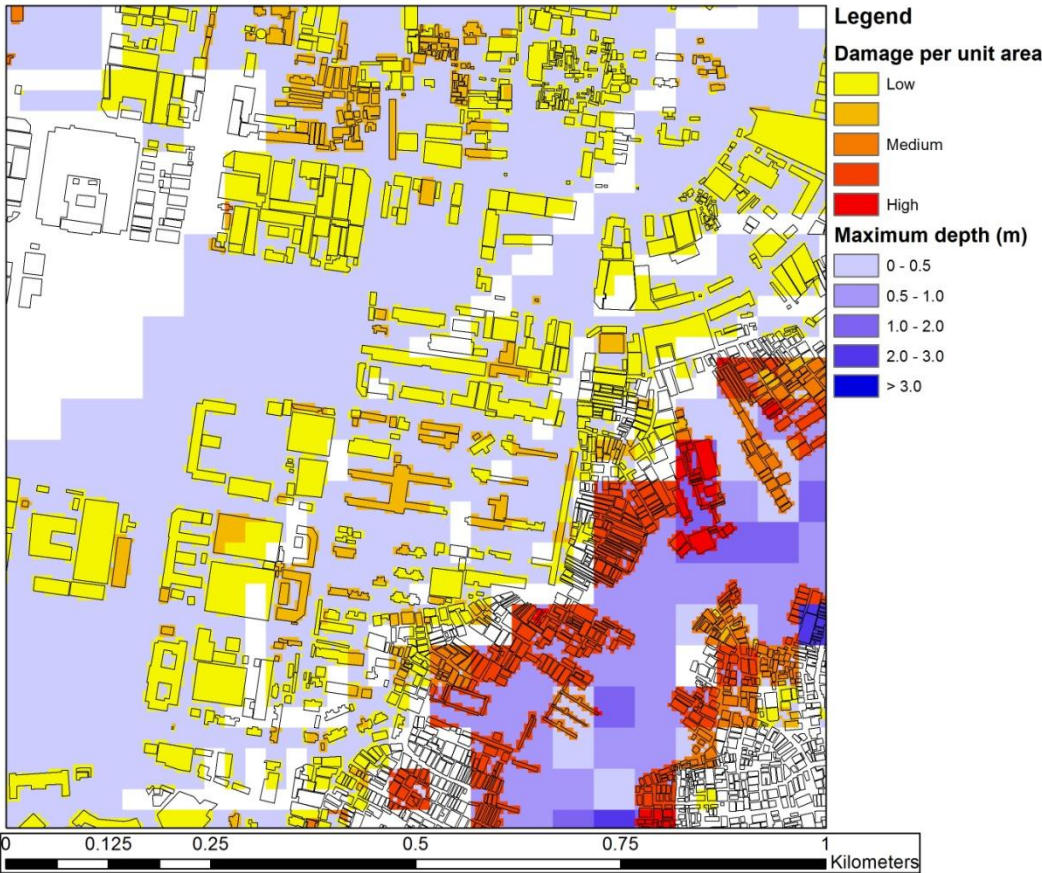 Legend
Damage per unit area
Low
Medium
High
Maximum depth (m)
0 - 0.5
0.5 - 1.0
1.0 - 2.0
2.0 - 3.0
> 3.0
0 0.125 0.25 0.5 0.75 1
Kilometers